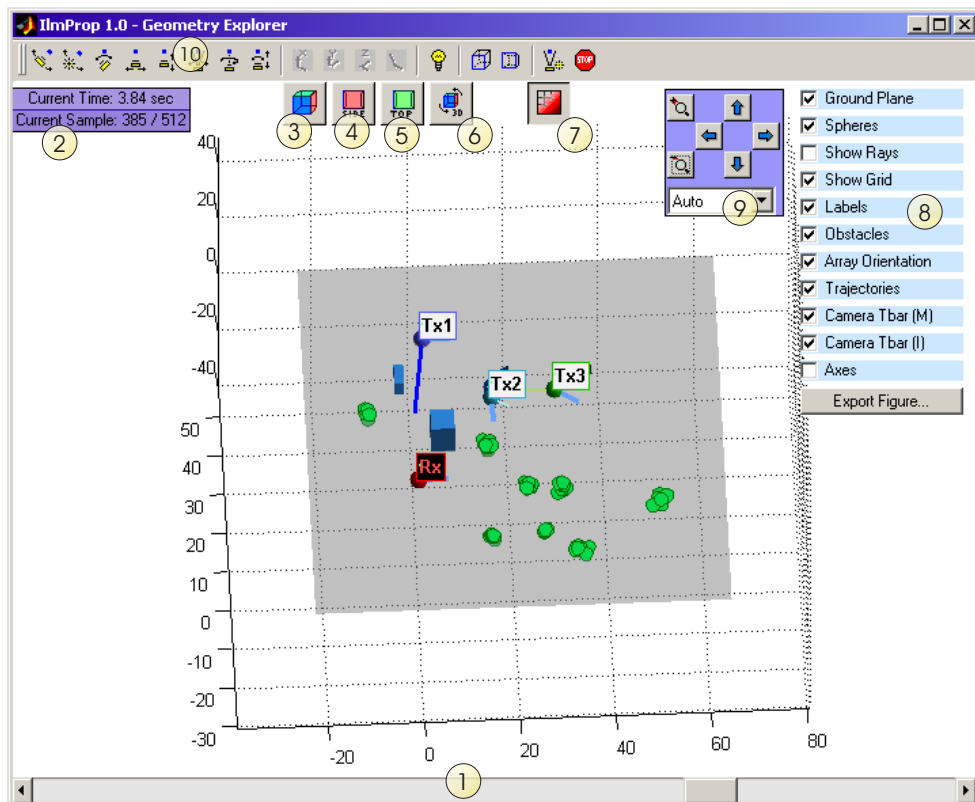 IlmProp 1.0 - Geometry Explorer
10
Current Time: 3.84 sec
Current Sample: 385 / 512
2
3
SIDE
4
TOP
5
3D
6
7
Auto
9
Ground Plane
Spheres
Show Rays
Show Grid
Labels
8
Obstacles
Array Orientation
Trajectories
Camera Tbar (M)
Camera Tbar (I)
Axes
Export Figure...
40
20
0
-20
-40
50
40
30
20
10
0
-10
-20
-30
Tx1
Tx2
Tx3
Rx
-20
0
20
40
60
80
1